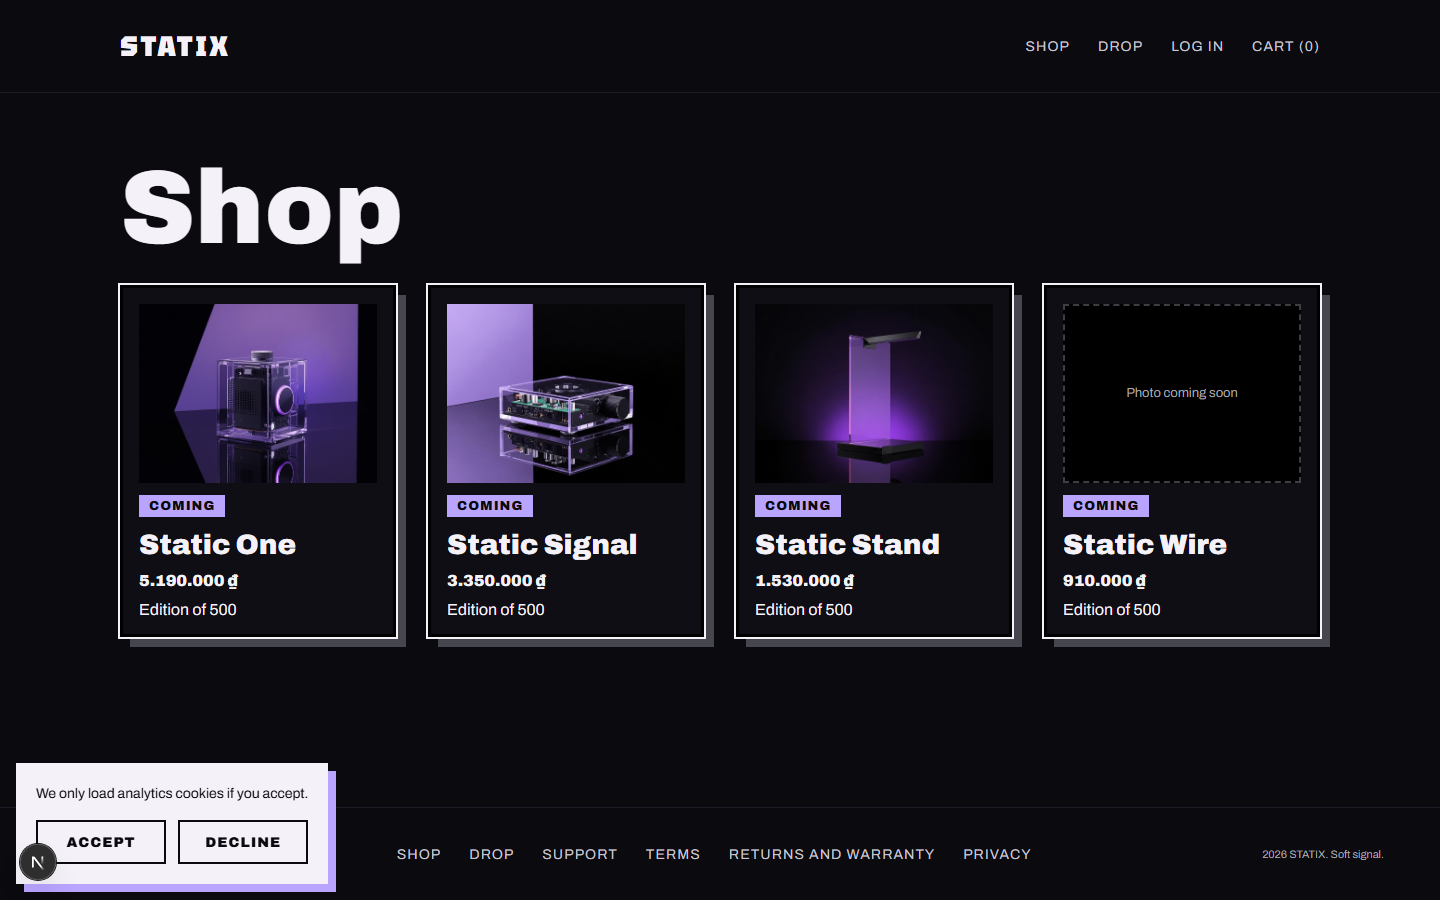 STATIX
SHOP DROP LOG IN CART (0)
Shop
COMING
Static One
5.190.000 ₫
Edition of 500
COMING
Static Signal
3.350.000 ₫
Edition of 500
COMING
Static Stand
1.530.000 ₫
Edition of 500
Photo coming soon
COMING
Static Wire
910.000 ₫
Edition of 500
We only load analytics cookies if you accept.
ACCEPT DECLINE
N
SHOP DROP SUPPORT TERMS RETURNS AND WARRANTY PRIVACY
2026 STATIX. Soft signal.